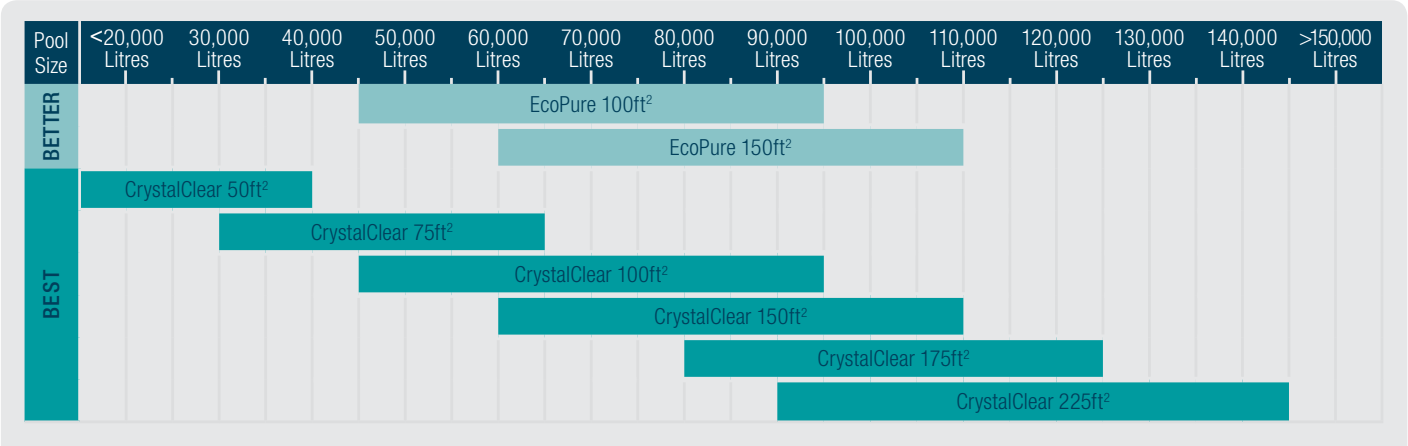 Pool
Size
<20,000
Litres
30,000
Litres
40,000
Litres
50,000
Litres
60,000
Litres
70,000
Litres
80,000
Litres
90,000
Litres
100,000
Litres
110,000
Litres
120,000
Litres
130,000
Litres
140,000
Litres
>150,000
Litres
BETTER
EcoPure 100ft²
EcoPure 150ft²
BEST
CrystalClear 50ft²
CrystalClear 75ft²
CrystalClear 100ft²
CrystalClear 150ft²
CrystalClear 175ft²
CrystalClear 225ft²